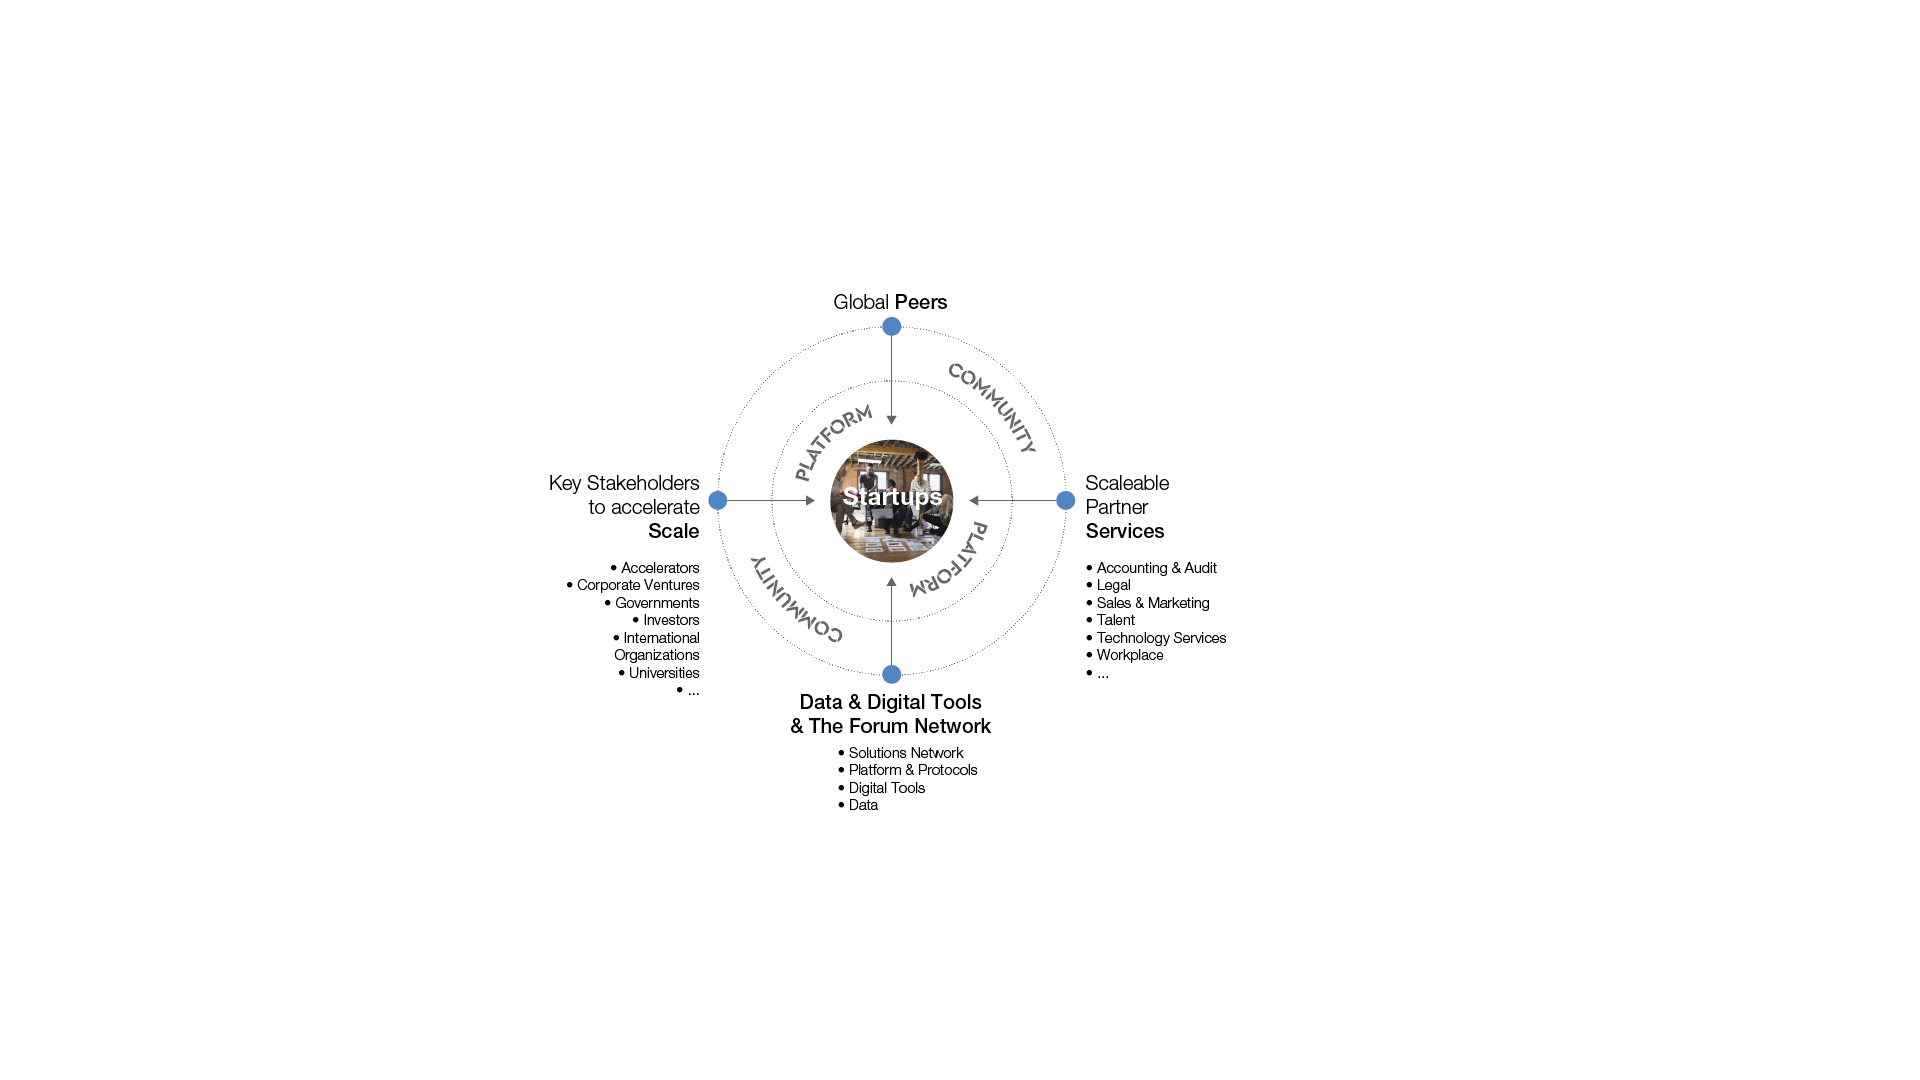 Global Peers
COMMUNITY
PLATFORM
Startups
PLATFORM
COMMUNITY
Key Stakeholders
to accelerate
Scale
• Accelerators
• Corporate Ventures
• Governments
• Investors
• International
Organizations
• Universities
• ...
Scaleable
Partner
Services
• Accounting & Audit
• Legal
• Sales & Marketing
• Talent
• Technology Services
• Workplace
• ...
Data & Digital Tools
& The Forum Network
• Solutions Network
• Platform & Protocols
• Digital Tools
• Data